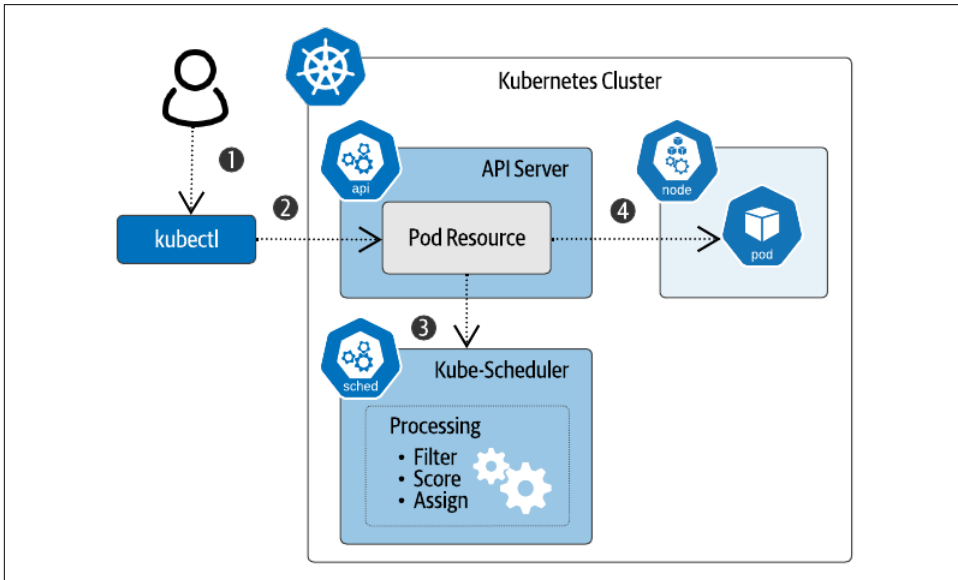 Kubernetes Cluster
1
api
API Server
node
kubectl
2
Pod Resource
4
pod
3
sched
Kube-Scheduler
Processing
• Filter
• Score
• Assign